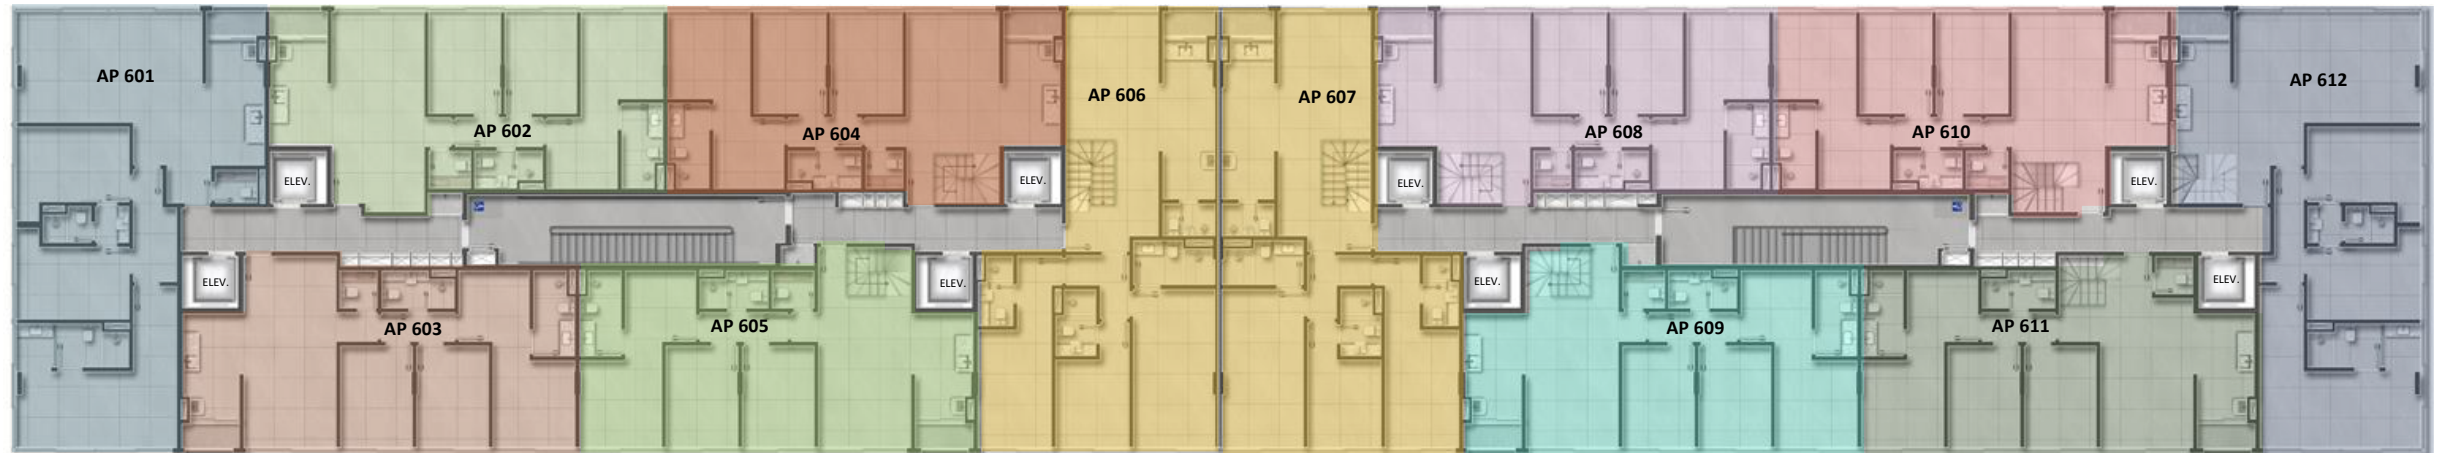 AP 601
AP 602
AP 604
AP 606
AP 607
AP 608
AP 610
AP 612
ELEV.
ELEV.
ELEV.
ELEV.
ELEV.
ELEV.
ELEV.
ELEV.
AP 603
AP 605
AP 609
AP 611